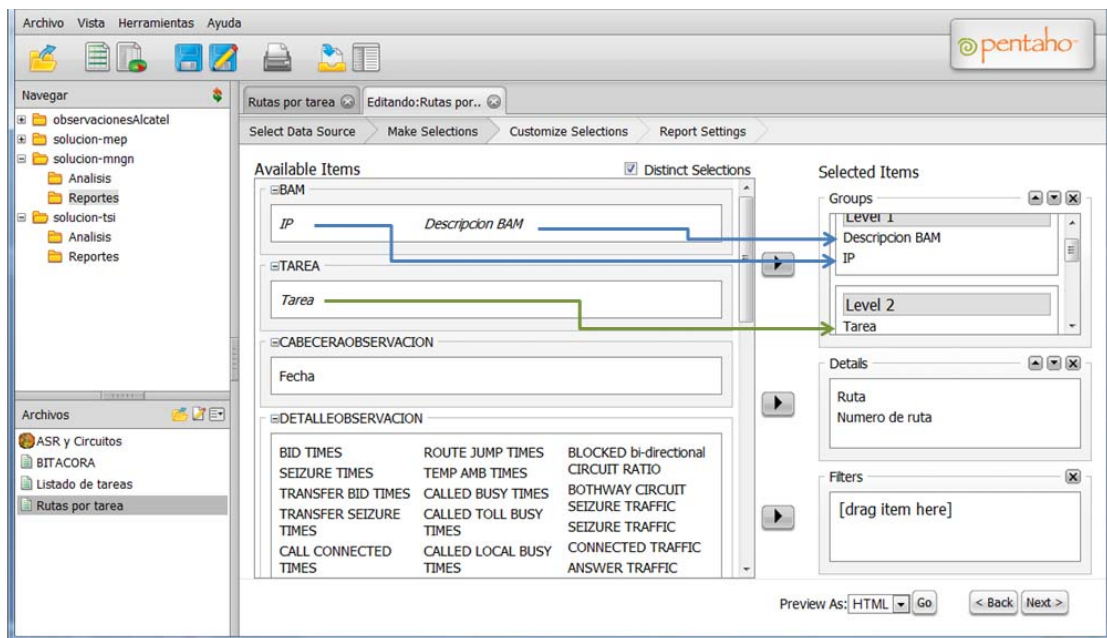 Archivo Vista Herramientas Ayuda
pentaho
Navegar
observacionesAlcatel
solucion-mep
solucion-mngn
Analisis
Reportes
solucion-tsi
Analisis
Reportes
Archivos
ASR y Circuitos
BITACORA
Listado de tareas
Rutas por tarea
Rutas por tarea Editando:Rutas por..
Select Data Source Make Selections Customize Selections Report Settings
Available Items Distinct Selections
BAM
IP Descripcion BAM
TAREA
Tarea
CABECERAOBSERVACION
Fecha
DETALLEOBSERVACION
BID TIMES
SEIZURE TIMES
TRANSFER BID TIMES
TRANSFER SEIZURE
TIMES
CALL CONNECTED
TIMES
ROUTE JUMP TIMES
TEMP AMB TIMES
CALLED BUSY TIMES
CALLED TOLL BUSY
TIMES
CALLED LOCAL BUSY
TIMES
BLOCKED bi-directional
CIRCUIT RATIO
BOTHWAY CIRCUIT
SEIZURE TRAFFIC
SEIZURE TRAFFIC
CONNECTED TRAFFIC
ANSWER TRAFFIC
Selected Items
Groups
Level 1
Descripcion BAM
IP
Level 2
Tarea
Details
Ruta
Numero de ruta
Filters
[drag item here]
Preview As: HTML Go < Back Next >